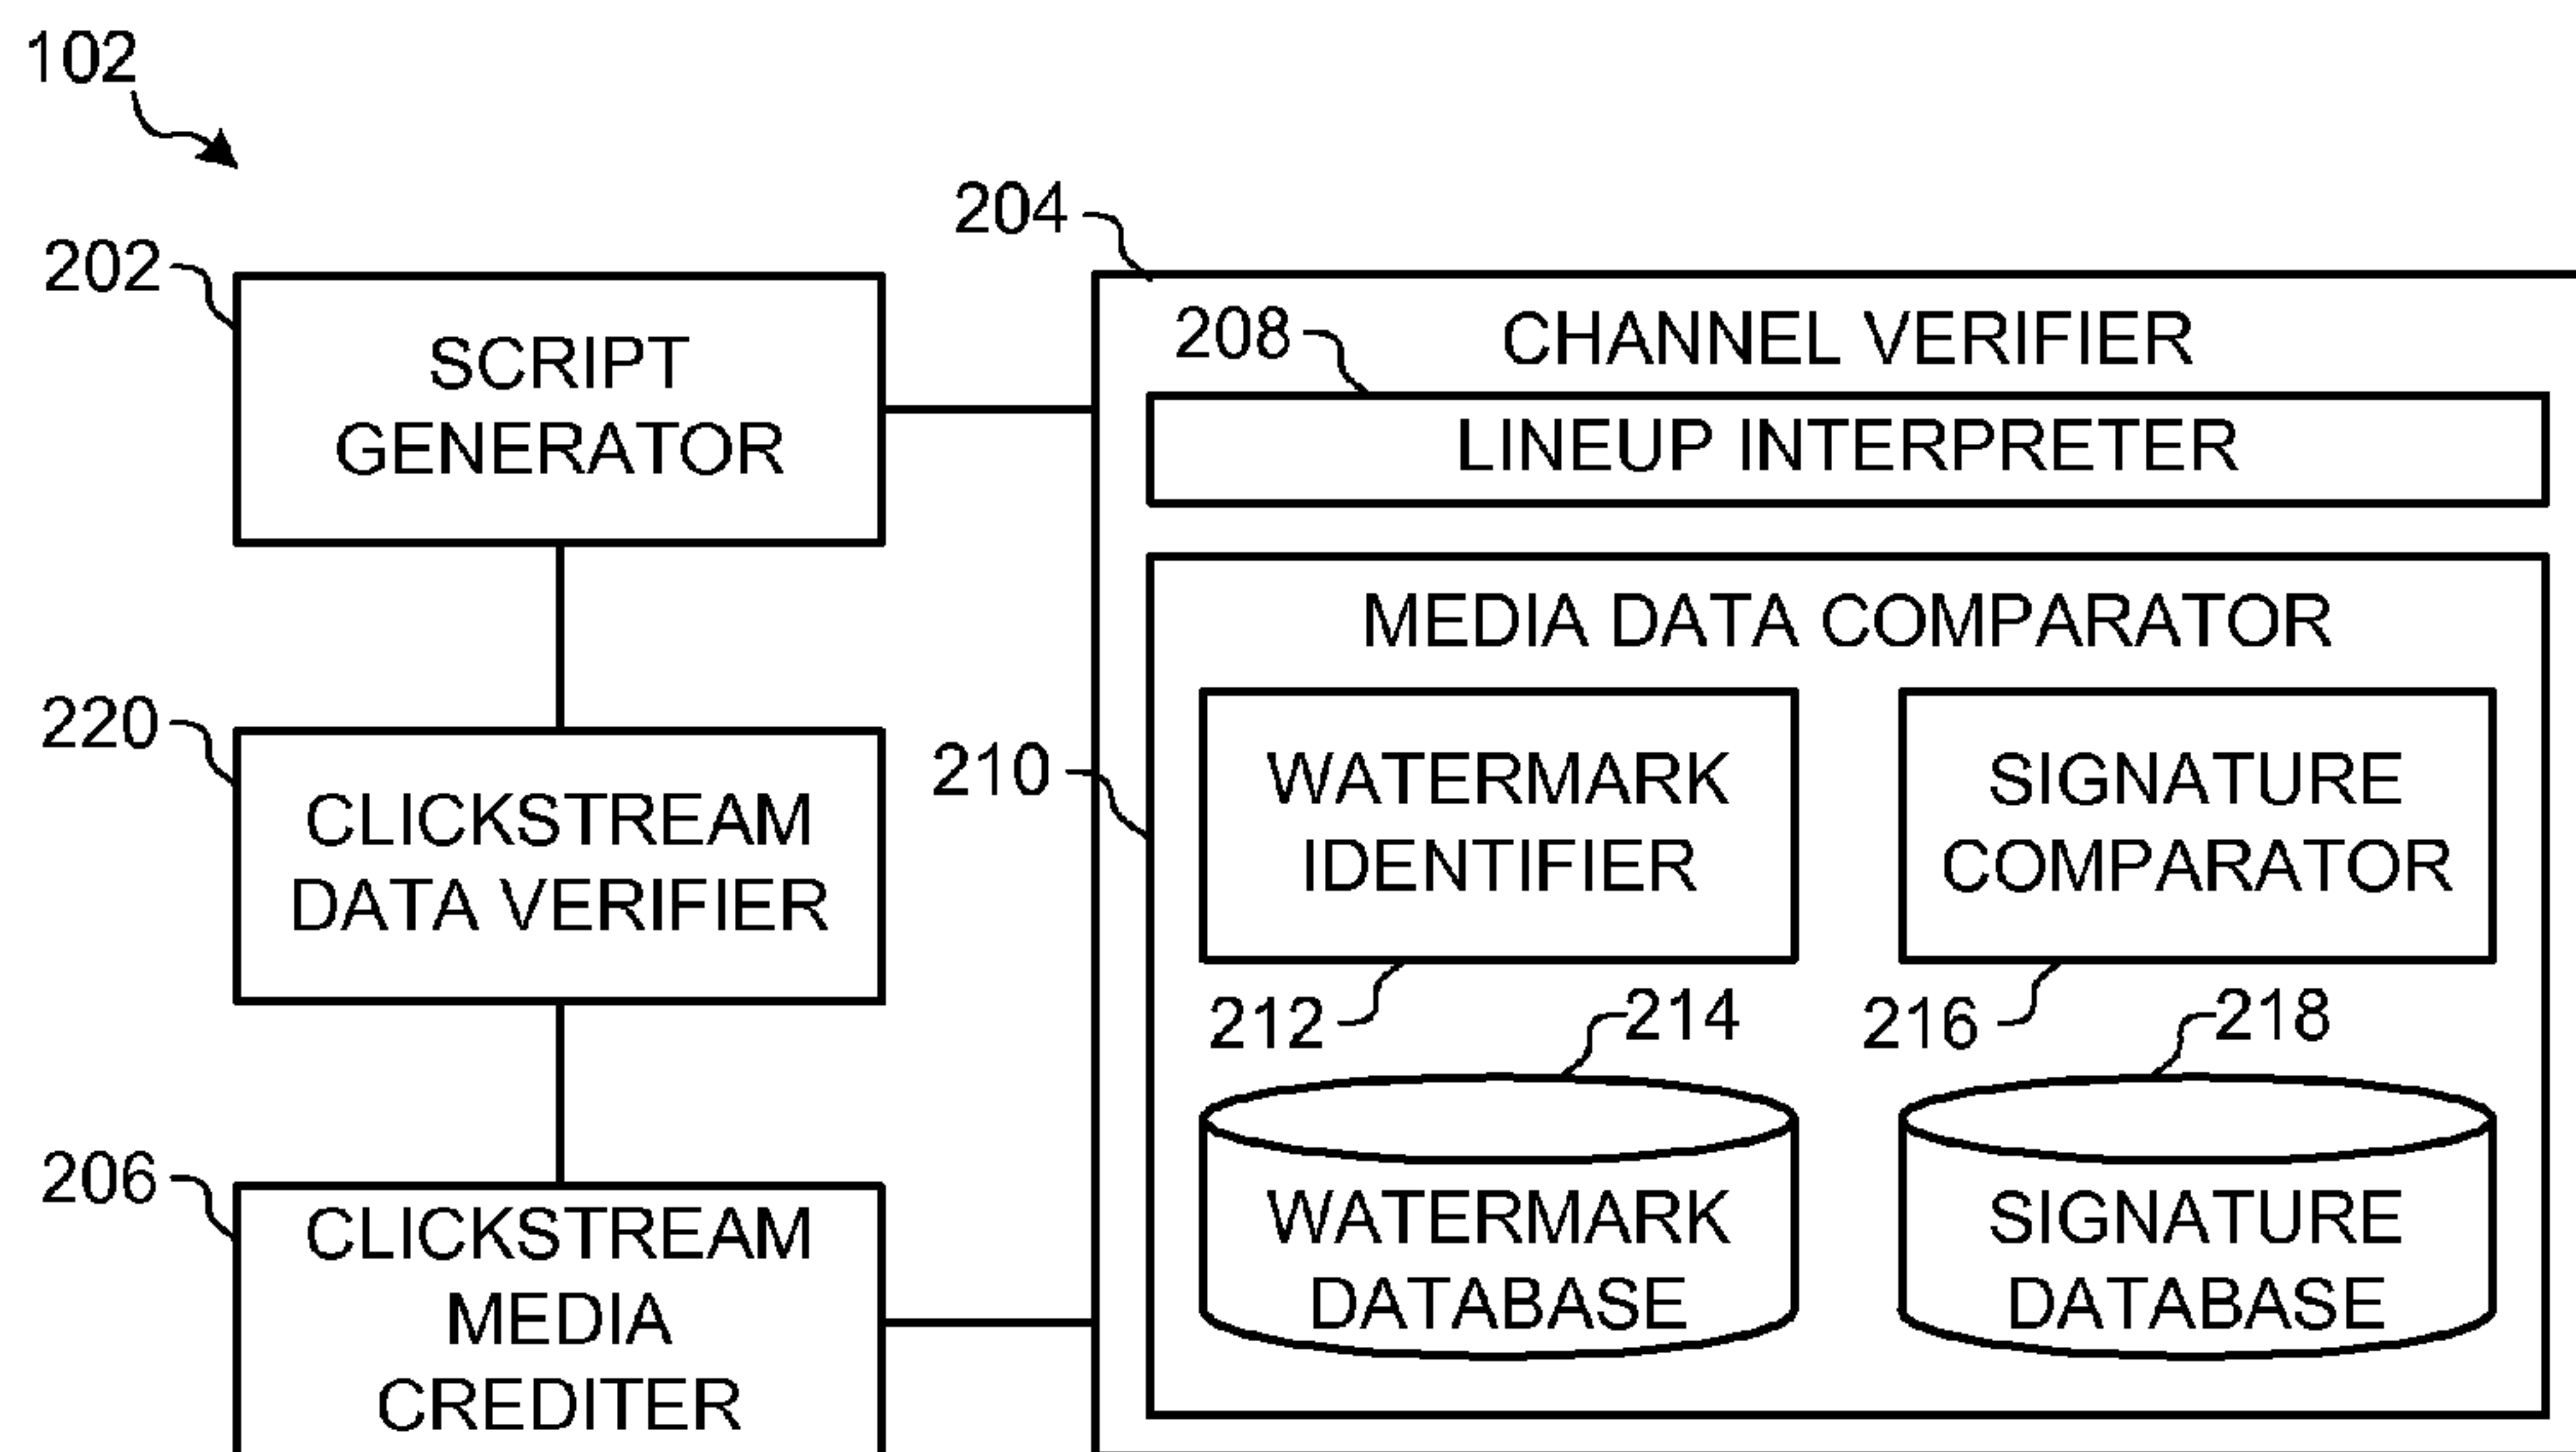 102
204
202
SCRIPT
GENERATOR
208
CHANNEL VERIFIER
LINEUP INTERPRETER
MEDIA DATA COMPARATOR
220
CLICKSTREAM
DATA VERIFIER
210
WATERMARK
IDENTIFIER
SIGNATURE
COMPARATOR
212
214
216
218
206
CLICKSTREAM
MEDIA
CREDITER
WATERMARK
DATABASE
SIGNATURE
DATABASE